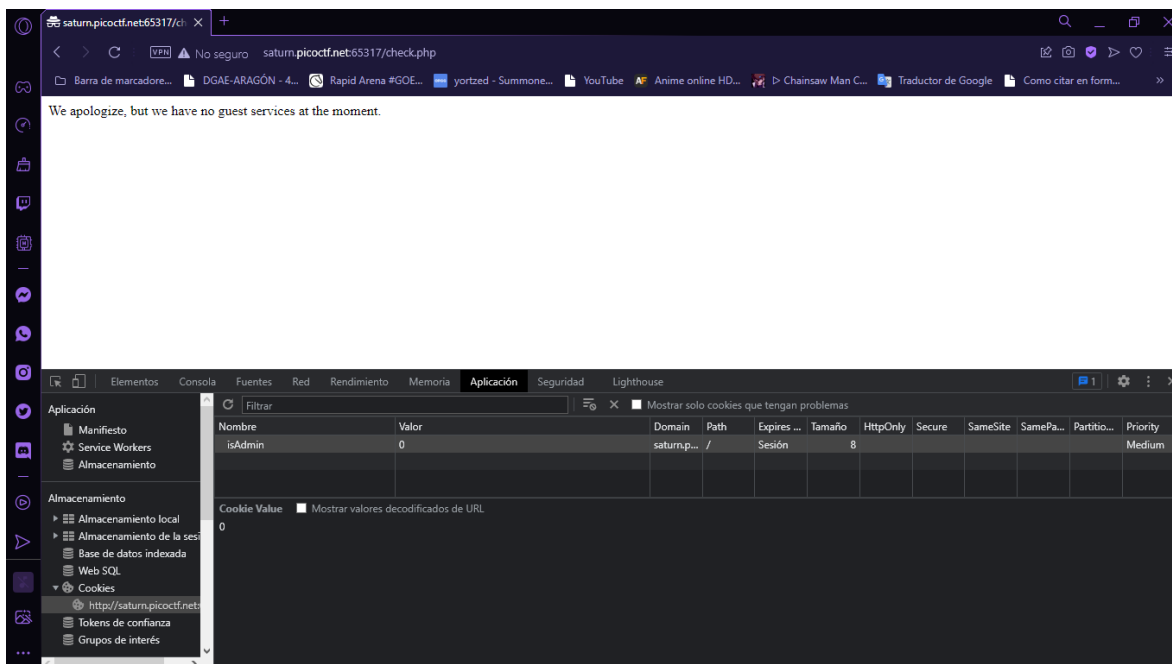 saturn.picoctf.net:65317/ch
VPN No seguro saturn.picoctf.net:65317/check.php
Barra de marcadore... DGAE-ARAGÓN - 4... Rapid Arena #GOE... yortzed - Summone... YouTube AF Anime online HD... ▷ Chainsaw Man C... Traductor de Google Como citar en form... »
We apologize, but we have no guest services at the moment.
Elementos Consola Fuentes Red Rendimiento Memoria Aplicación Seguridad Lighthouse 1
Aplicación
Manifiesto
Service Workers
Almacenamiento
Almacenamiento
Almacenamiento local
Almacenamiento de la sesi
Base de datos indexada
Web SQL
Cookies
http://saturn.picoctf.net:
Tokens de confianza
Grupos de interés
Filtrar Mostrar solo cookies que tengan problemas
Nombre Valor Domain Path Expires ... Tamaño HttpOnly Secure SameSite SamePa... Partitio... Priority
isAdmin 0 saturn.p... / Sesión 8 Medium
Cookie Value Mostrar valores decodificados de URL
0